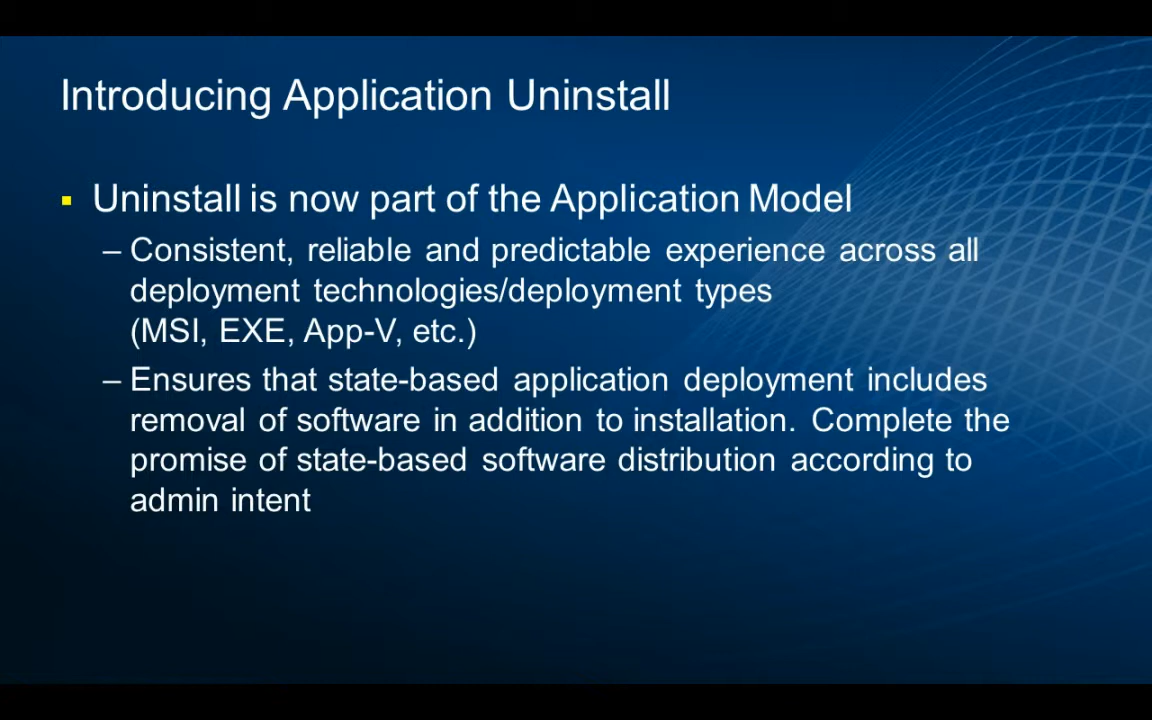 Introducing Application Uninstall
▪ Uninstall is now part of the Application Model
– Consistent, reliable and predictable experience across all
deployment technologies/deployment types
(MSI, EXE, App-V, etc.)
– Ensures that state-based application deployment includes
removal of software in addition to installation. Complete the
promise of state-based software distribution according to
admin intent